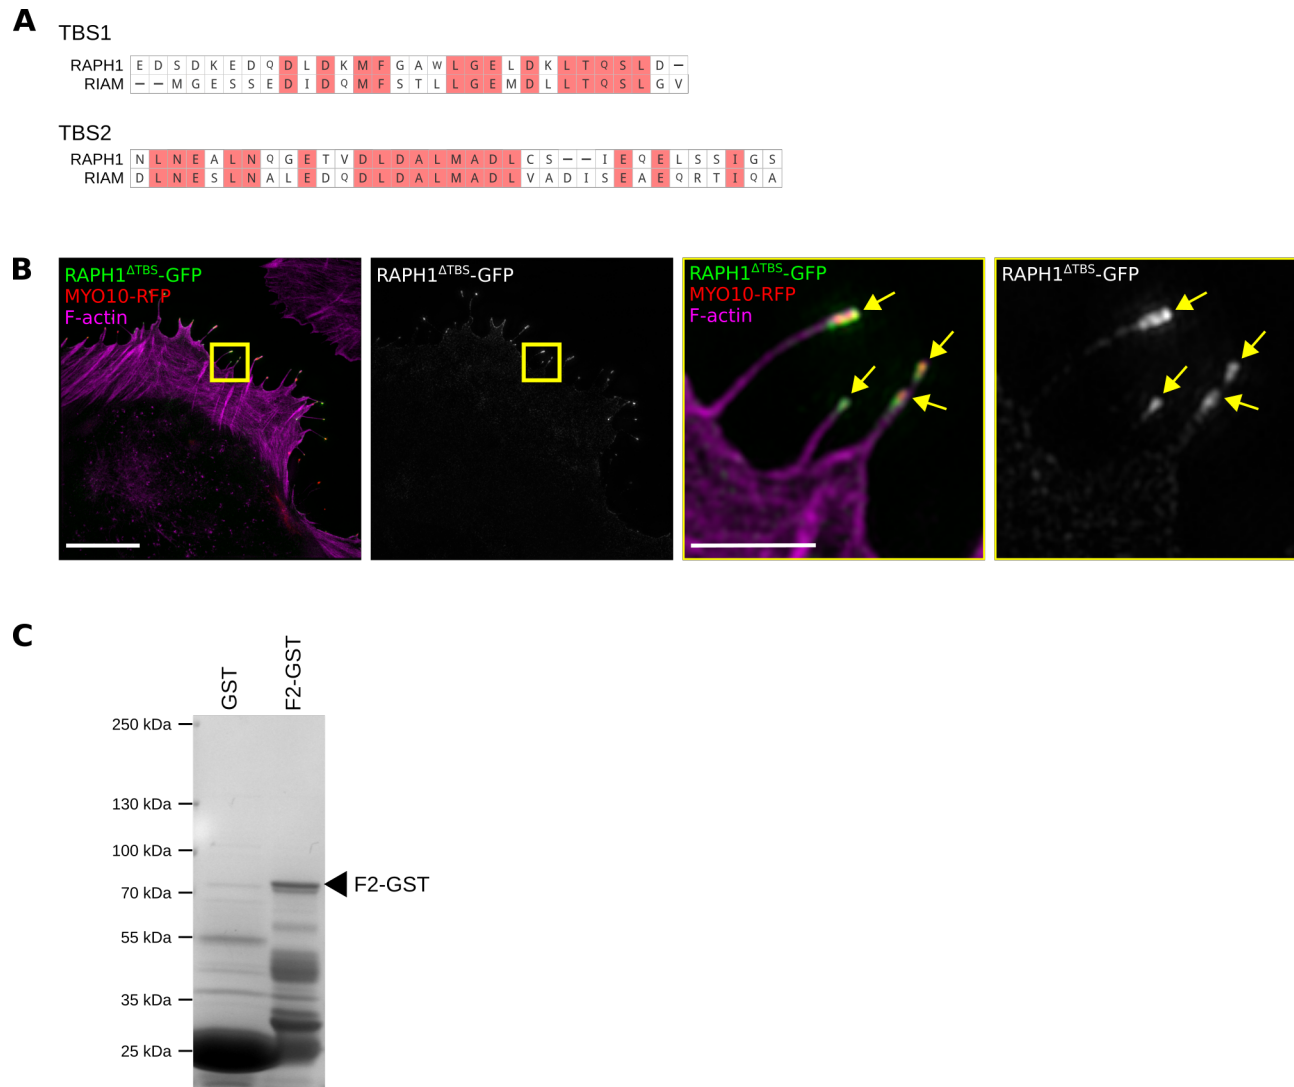 A
TBS1
RAPH1 E D S D K E D Q D L D K M F G A W L G E L D K L T Q S L D –
RIAM – – M G E S S E D I D Q M F S T L L G E M D L L T Q S L G V
TBS2
RAPH1 N L N E A L N Q G E T V D L D A L M A D L C S – – I E Q E L S S I G S
RIAM D L N E S L N A L E D Q D L D A L M A D L V A D I S E A E Q R T I Q A
B
RAPH1ΔTBS-GFP
MYO10-RFP
F-actin
RAPH1ΔTBS-GFP
RAPH1ΔTBS-GFP
MYO10-RFP
F-actin
RAPH1ΔTBS-GFP
C
GST
F2-GST
250 kDa
130 kDa
100 kDa
70 kDa
F2-GST
55 kDa
35 kDa
25 kDa